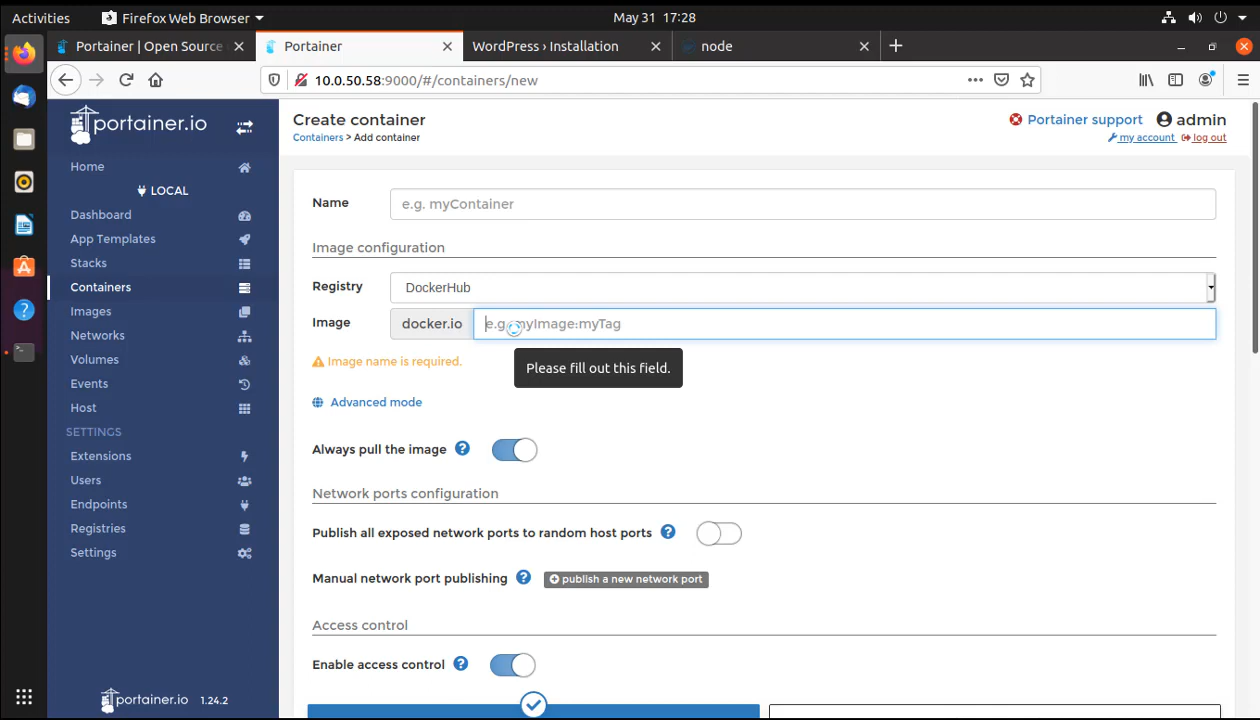 Activities Firefox Web Browser May 31 17:28
Portainer | Open Source Portainer WordPress › Installation node
10.0.50.58:9000/#/containers/new
portainer.io
Home
LOCAL
Dashboard
App Templates
Stacks
Containers
Images
Networks
Volumes
Events
Host
SETTINGS
Extensions
Users
Endpoints
Registries
Settings
portainer.io 1.24.2
Create container
Containers > Add container
Portainer support admin
my account log out
Name e.g. myContainer
Image configuration
Registry DockerHub
Image docker.io e.g. myImage:myTag
Image name is required.
Please fill out this field.
Advanced mode
Always pull the image
Network ports configuration
Publish all exposed network ports to random host ports
Manual network port publishing publish a new network port
Access control
Enable access control